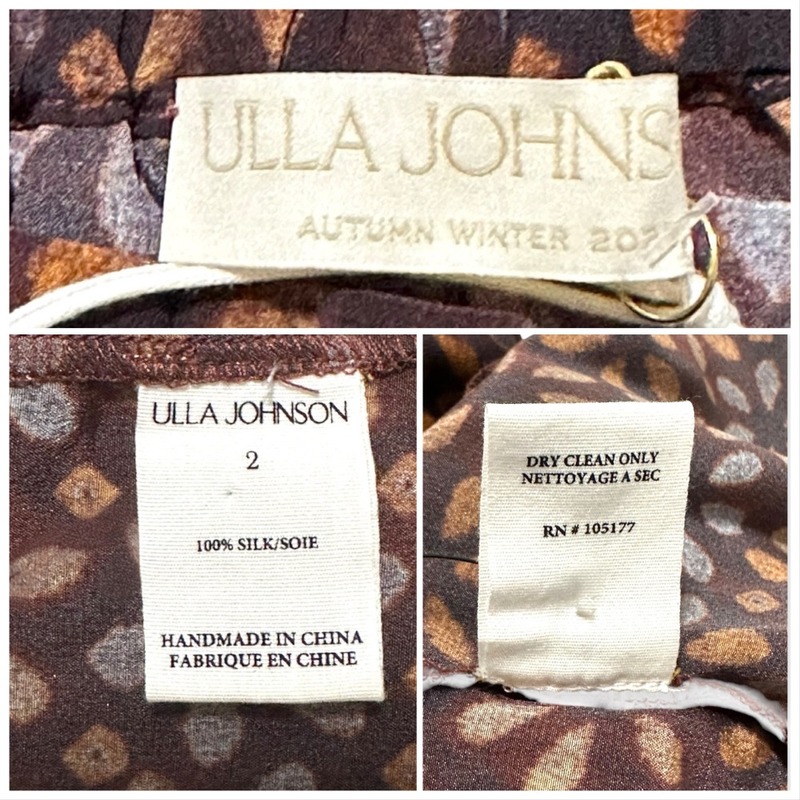 ULLA JOHNS
AUTUMN WINTER 202
ULLA JOHNSON
2
100% SILK/SOIE
HANDMADE IN CHINA
FABRIQUE EN CHINE
DRY CLEAN ONLY
NETTOYAGE A SEC
RN # 105177